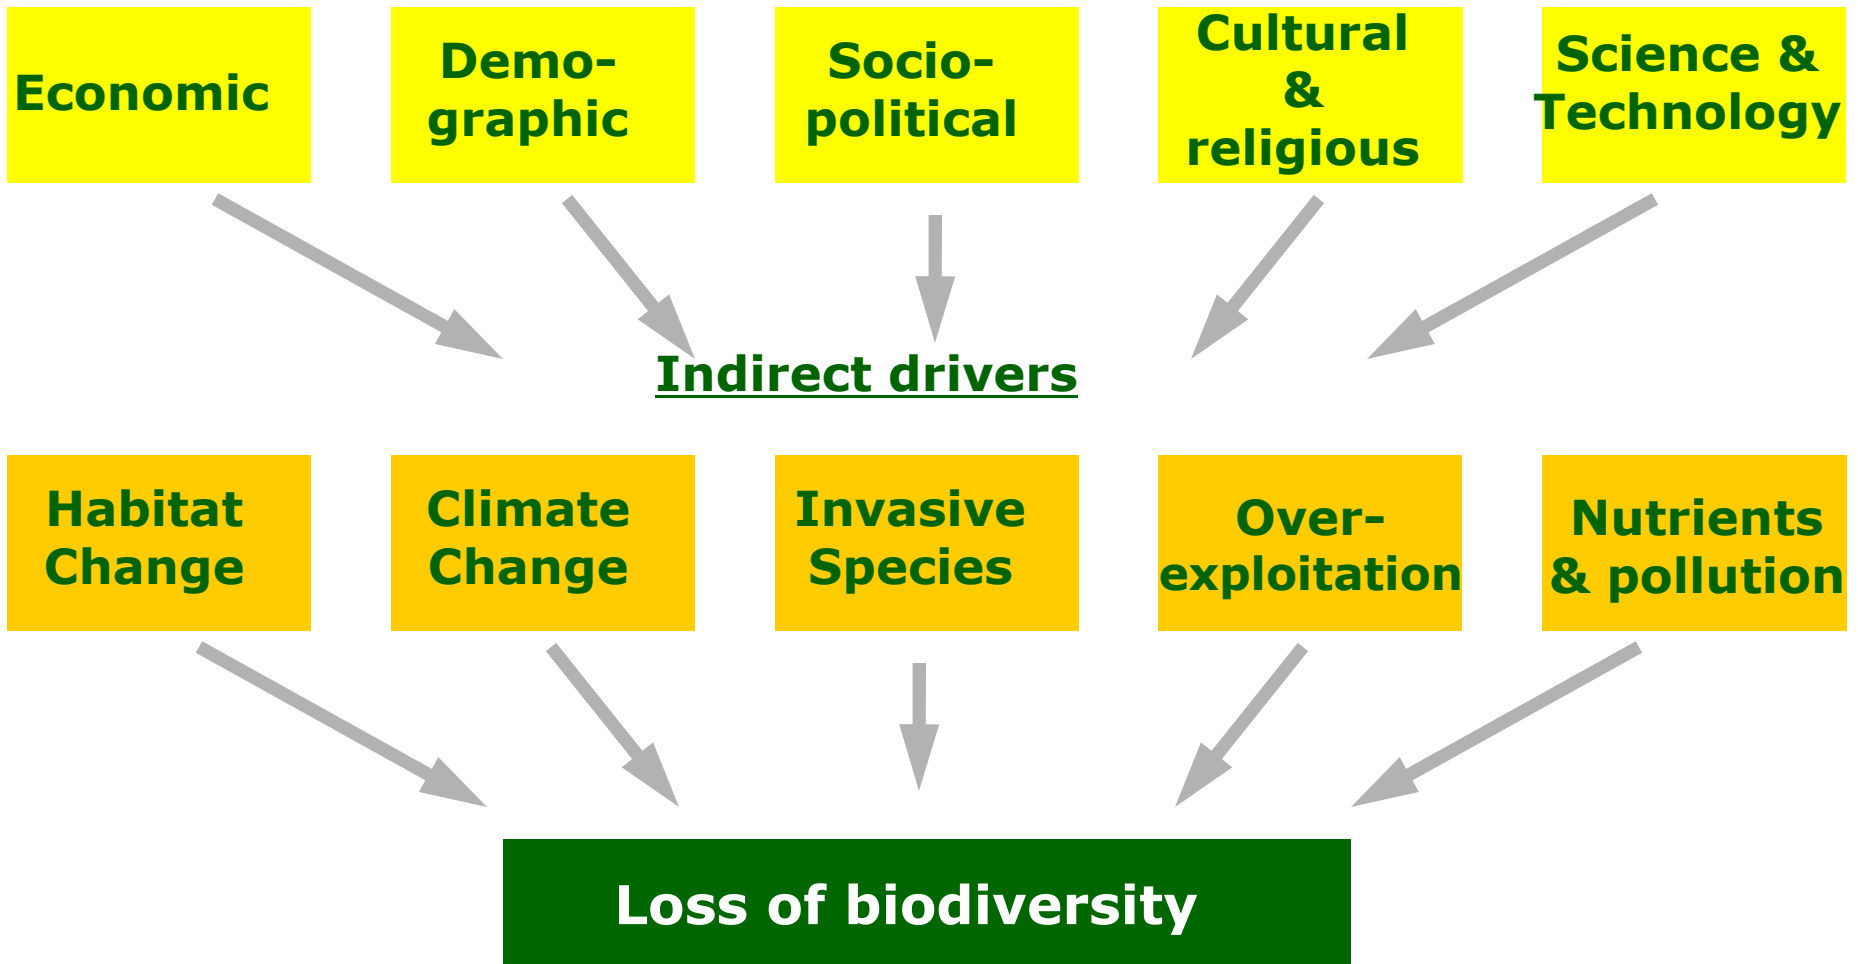 Economic
Demo-
graphic
Socio-
political
Cultural
&
religious
Science &
Technology
Indirect drivers
Habitat
Change
Climate
Change
Invasive
Species
Over-
exploitation
Nutrients
& pollution
Loss of biodiversity